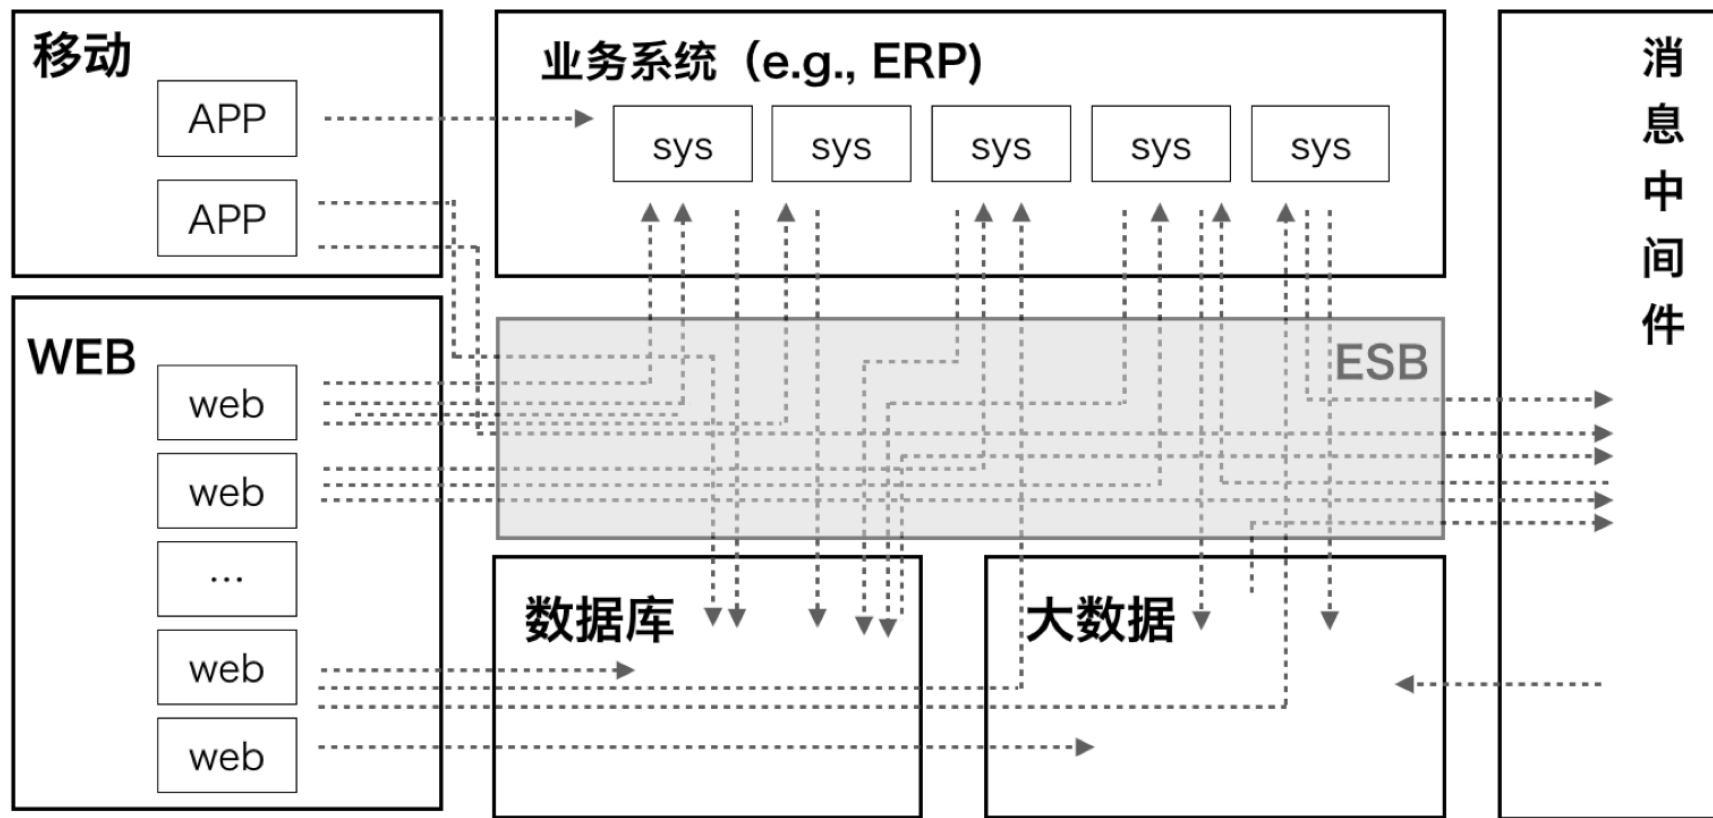 移动
APP
APP
业务系统（e.g., ERP)
sys
sys
sys
sys
sys
消息中间件
WEB
web
web
...
web
web
ESB
数据库
大数据